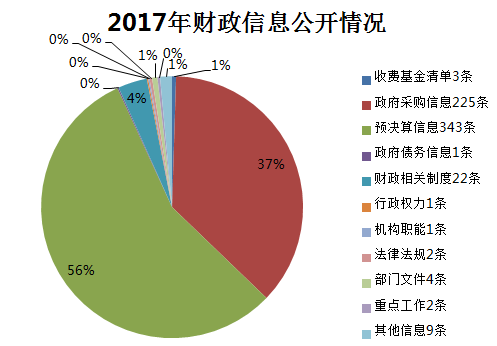 2017年财政信息公开情况
0%
0%
0%
0%
1%
0%
1%
1%
4%
37%
56%
收费基金清单3条
政府采购信息225条
预决算信息343条
政府债务信息1条
财政相关制度22条
行政权力1条
机构职能1条
法律法规2条
部门文件4条
重点工作2条
其他信息9条